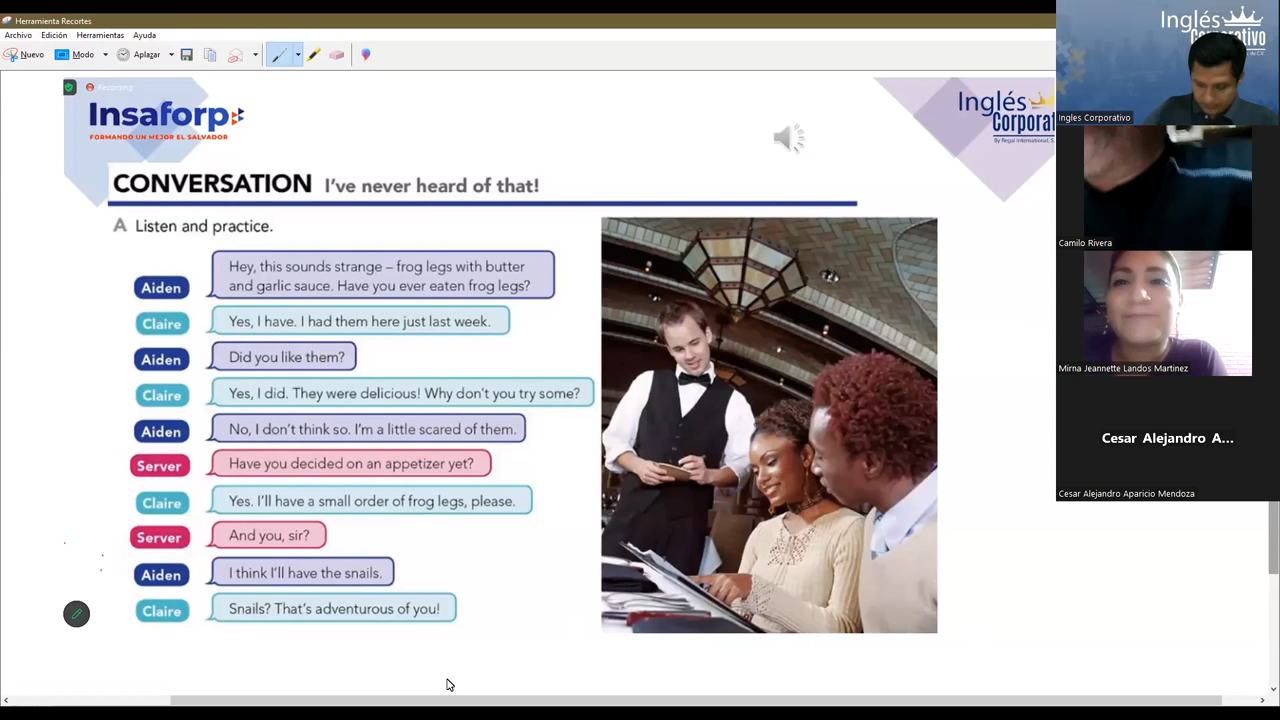 Herramienta Recortes
Archivo Edición Herramientas Ayuda
Nuevo Modo Aplazar
Recording
Insaforp
FORMANDO UN MEJOR EL SALVADOR
Inglés
Corporat
By Regal International, S.
CONVERSATION I've never heard of that!
A Listen and practice.
Aiden Hey, this sounds strange – frog legs with butter
and garlic sauce. Have you ever eaten frog legs?
Claire Yes, I have. I had them here just last week.
Aiden Did you like them?
Claire Yes, I did. They were delicious! Why don't you try some?
Aiden No, I don't think so. I'm a little scared of them.
Server Have you decided on an appetizer yet?
Claire Yes. I'll have a small order of frog legs, please.
Server And you, sir?
Aiden I think I'll have the snails.
Claire Snails? That's adventurous of you!
Inglés
Corporativo
de C.V.
Ingles Corporativo
Camilo Rivera
Mirna Jeannette Landos Martinez
Cesar Alejandro A...
Cesar Alejandro Aparicio Mendoza